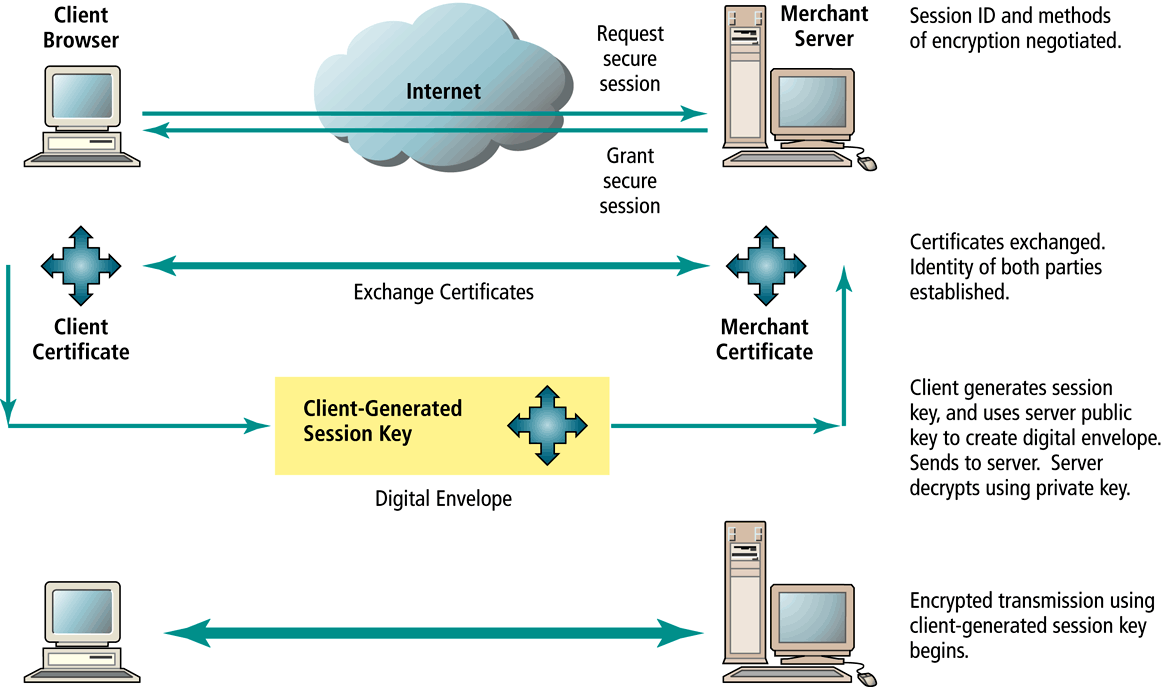 Client
Browser
Internet
Request
secure
session
Merchant
Server
Session ID and methods
of encryption negotiated.
Grant
secure
session
Exchange Certificates
Client
Certificate
Merchant
Certificate
Certificates exchanged.
Identity of both parties
established.
Client-Generated
Session Key
Digital Envelope
Client generates session
key, and uses server public
key to create digital envelope.
Sends to server.  Server
decrypts using private key.
Encrypted transmission using
client-generated session key
begins.